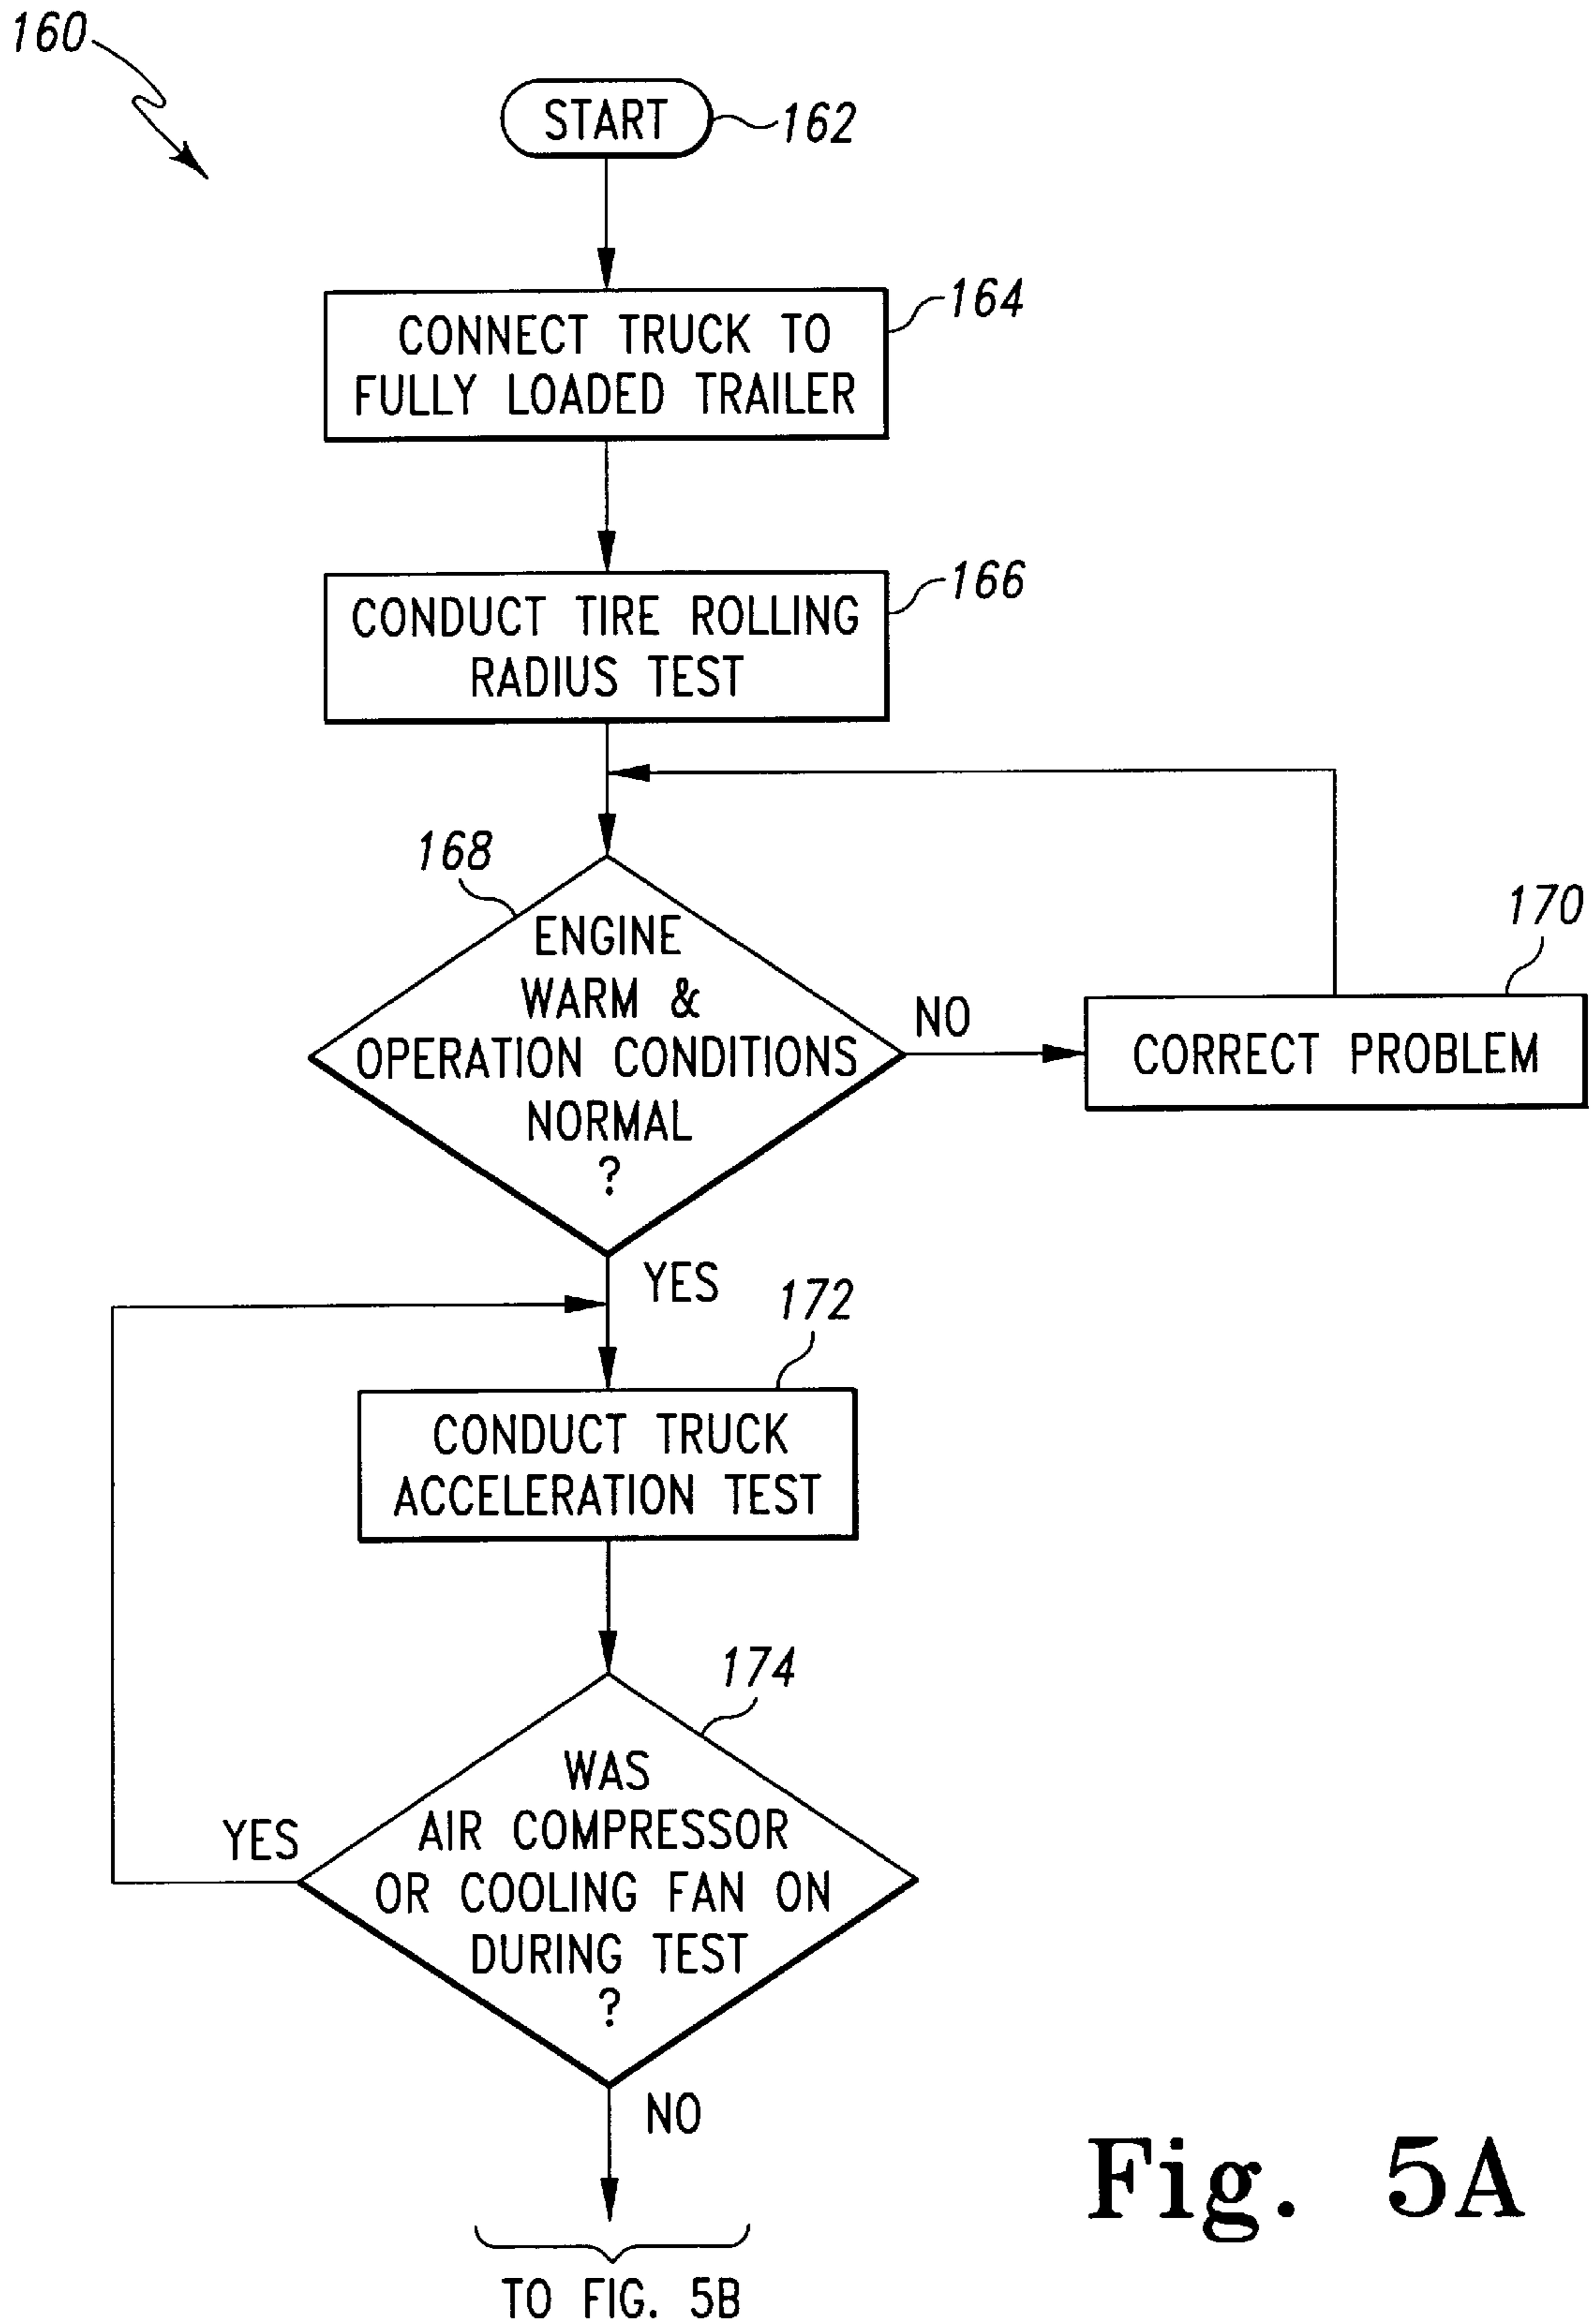 160
START
162
CONNECT TRUCK TO
FULLY LOADED TRAILER
164
CONDUCT TIRE ROLLING
RADIUS TEST
166
168
ENGINE
WARM &
OPERATION CONDITIONS
NORMAL
?
NO
170
CORRECT PROBLEM
YES
172
CONDUCT TRUCK
ACCELERATION TEST
174
WAS
AIR COMPRESSOR
OR COOLING FAN ON
DURING TEST
?
YES
NO
TO FIG. 5B
Fig. 5A